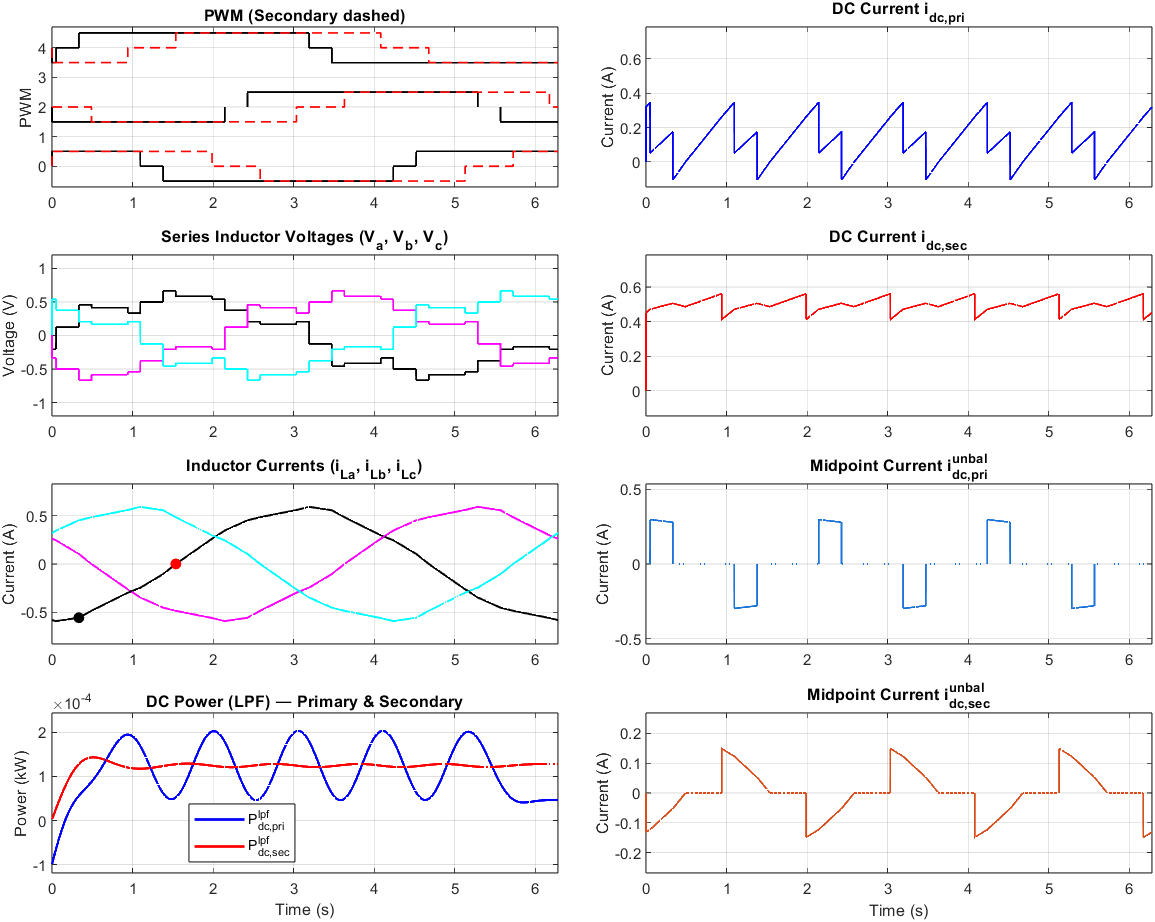 PWM (Secondary dashed)
PWM
4
3
2
1
0
0 1 2 3 4 5 6
DC Current i_dc,pri
Current (A)
0.6
0.4
0.2
0
0 1 2 3 4 5 6
Series Inductor Voltages (V_a, V_b, V_c)
Voltage (V)
1
0.5
0
-0.5
-1
0 1 2 3 4 5 6
DC Current i_dc,sec
Current (A)
0.6
0.4
0.2
0
0 1 2 3 4 5 6
Inductor Currents (i_La, i_Lb, i_Lc)
Current (A)
0.5
0
-0.5
0 1 2 3 4 5 6
Midpoint Current i_dc,pri^unbal
Current (A)
0.5
0
-0.5
0 1 2 3 4 5 6
DC Power (LPF) — Primary & Secondary
×10^-4
Power (kW)
2
1
0
-1
P_dc,pri^lpf
P_dc,sec^lpf
0 1 2 3 4 5 6
Time (s)
Midpoint Current i_dc,sec^unbal
Current (A)
0.2
0.1
0
-0.1
-0.2
0 1 2 3 4 5 6
Time (s)